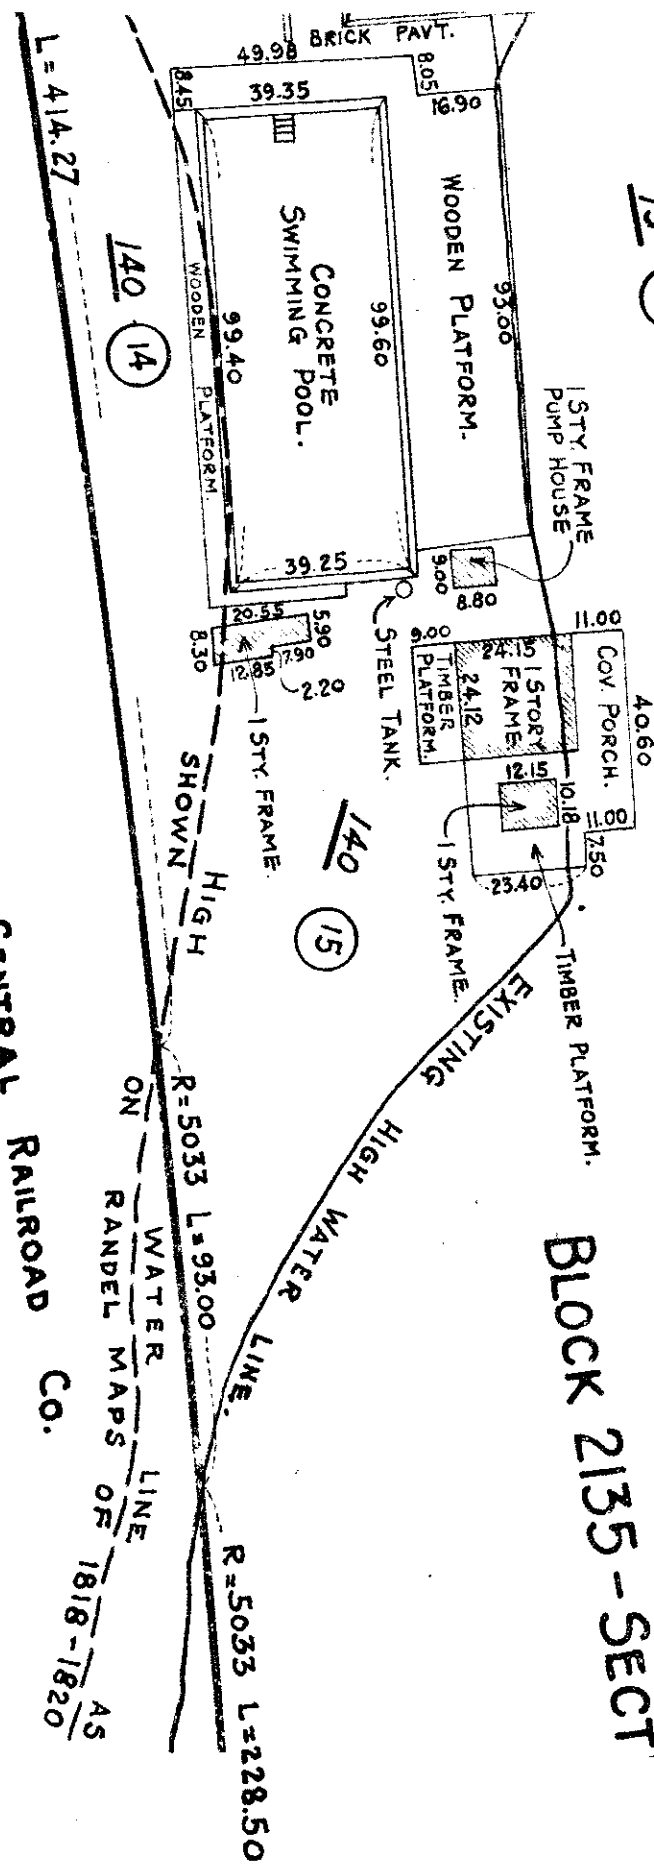 BRICK PAVT.
49.98
8.05
16.90
8.45
39.35
WOODEN PLATFORM.
93.00
CONCRETE
SWIMMING POOL.
99.60
99.40
WOODEN PLATFORM.
39.25
L = 414.27
140 14
1 STY. FRAME
PUMP HOUSE
9.00
8.80
STEEL TANK.
20.55
5.90
8.30
7.90
12.85
2.20
1 STY. FRAME.
11.00
COV. PORCH.
40.60
11.00
7.50
9.00
24.15
1 STORY
FRAME
24.12
TIMBER
PLATFORM.
12.15
10.18
23.40
1 STY. FRAME.
TIMBER PLATFORM.
140 15
EXISTING HIGH WATER LINE.
HIGH WATER LINE AS
SHOWN ON RANDEL MAPS OF 1818-1820
R=5033 L=93.00
R=5033 L=228.50
CENTRAL RAILROAD CO.
BLOCK 2135-SECT